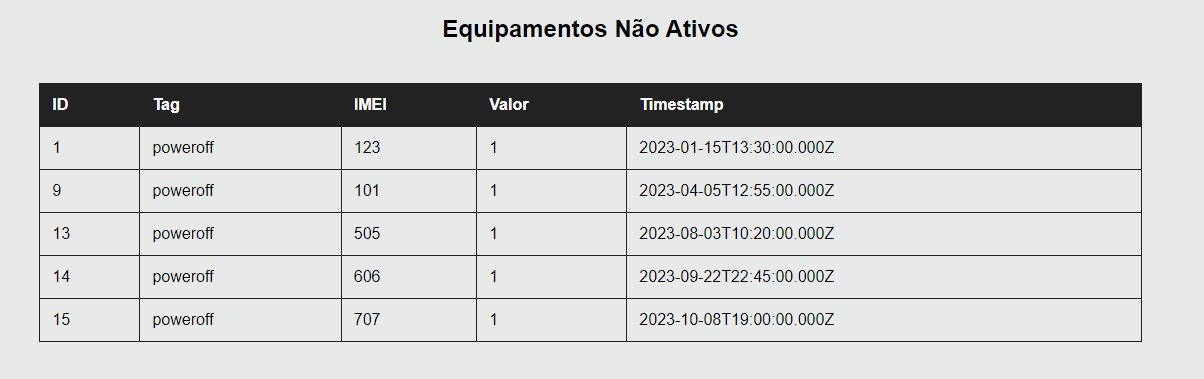 Equipamentos Não Ativos
ID Tag IMEI Valor Timestamp
1 poweroff 123 1 2023-01-15T13:30:00.000Z
9 poweroff 101 1 2023-04-05T12:55:00.000Z
13 poweroff 505 1 2023-08-03T10:20:00.000Z
14 poweroff 606 1 2023-09-22T22:45:00.000Z
15 poweroff 707 1 2023-10-08T19:00:00.000Z